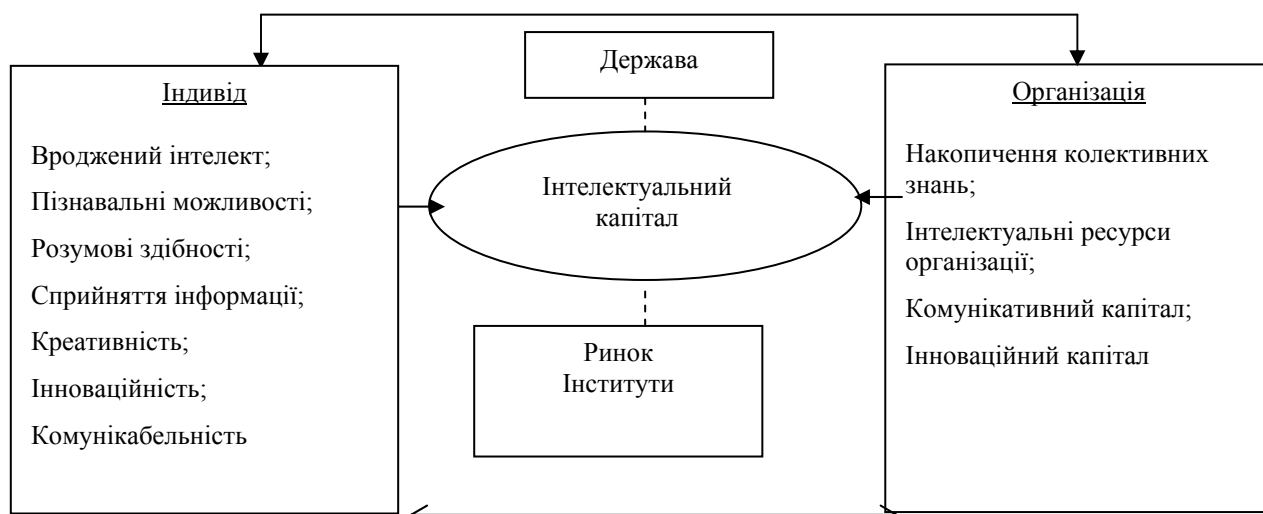 Індивід
Вроджений інтелект;
Пізнавальні можливості;
Розумові здібності;
Сприйняття інформації;
Креативність;
Інноваційність;
Комунікабельність
Держава
Інтелектуальний
капітал
Ринок
Інститути
Організація
Накопичення колективних
знань;
Інтелектуальні ресурси
організації;
Комунікативний капітал;
Інноваційний капітал